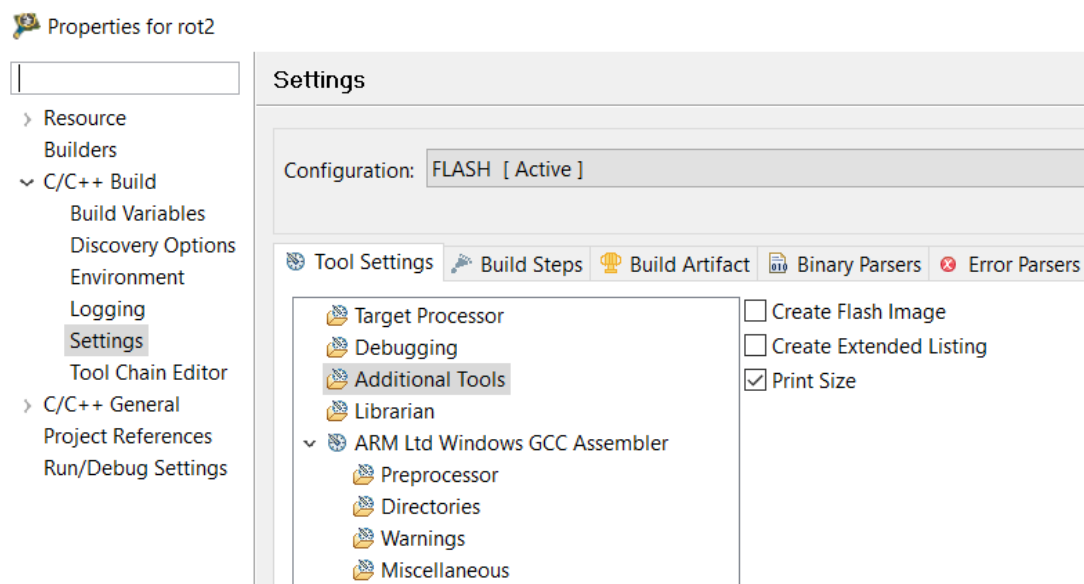 Properties for rot2
Resource
Builders
C/C++ Build
Build Variables
Discovery Options
Environment
Logging
Settings
Tool Chain Editor
C/C++ General
Project References
Run/Debug Settings
Settings
Configuration: FLASH [ Active ]
Tool Settings Build Steps Build Artifact Binary Parsers Error Parsers
Target Processor
Debugging
Additional Tools
Librarian
ARM Ltd Windows GCC Assembler
Preprocessor
Directories
Warnings
Miscellaneous
Create Flash Image
Create Extended Listing
Print Size